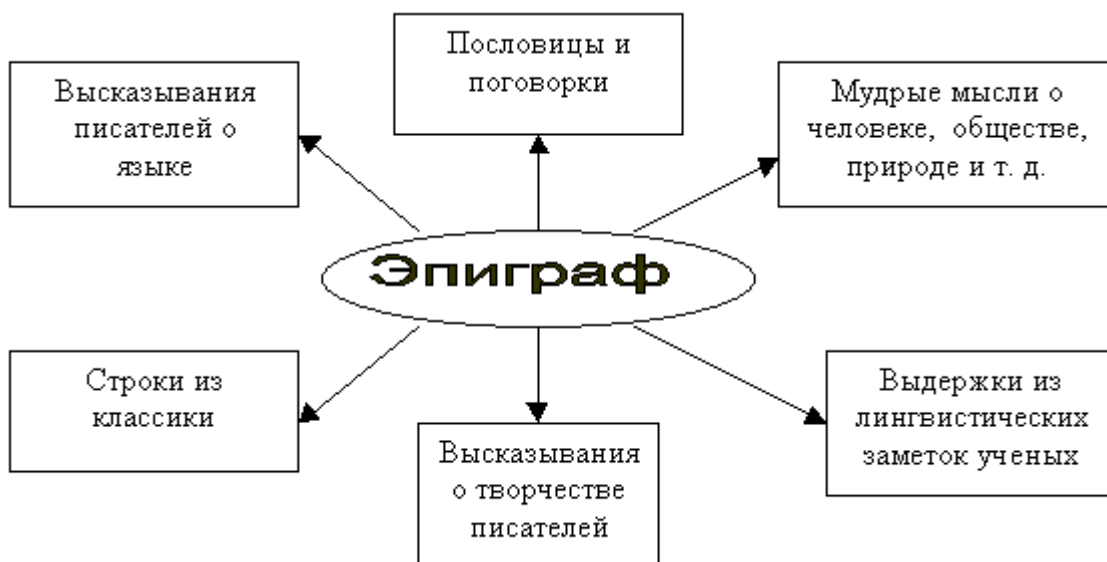 Пословицы и
поговорки
Высказывания
писателей о
языке
Мудрые мысли о
человеке, обществе,
природе и т. д.
Эпиграф
Строки из
классики
Высказывания
о творчестве
писателей
Выдержки из
лингвистических
заметок ученых